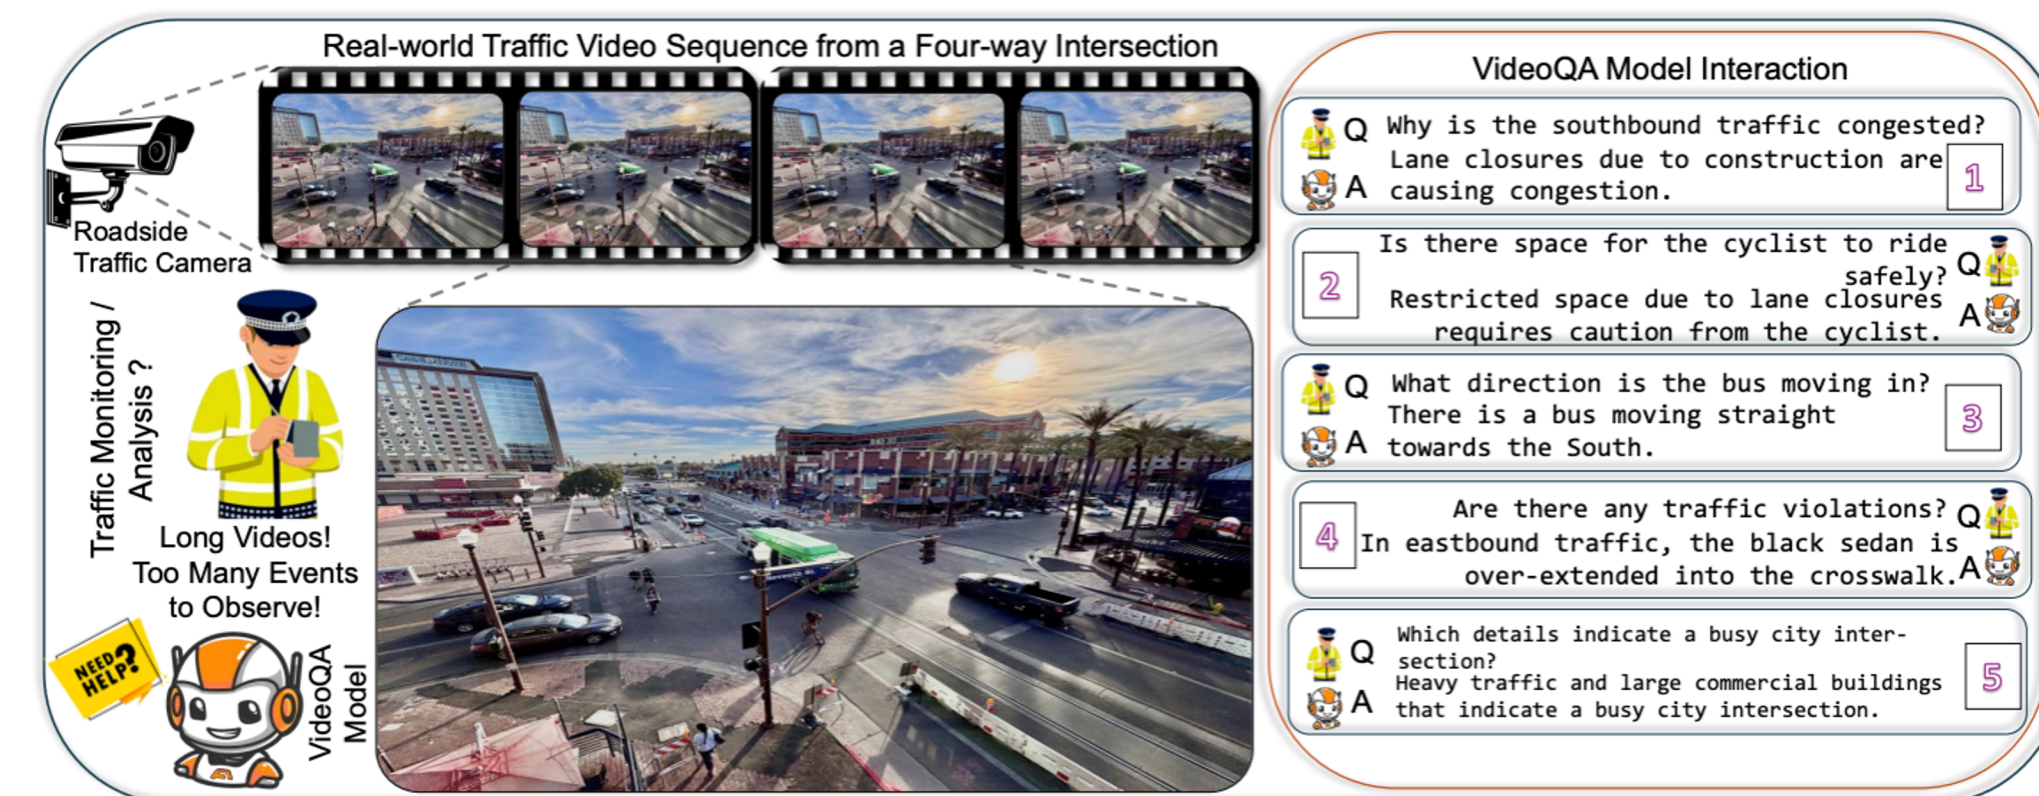 Real-world Traffic Video Sequence from a Four-way Intersection
Roadside
Traffic Camera
Traffic Monitoring /
Analysis ?
Long Videos!
Too Many Events
to Observe!
NEED
HELP?
VideoQA
Model
VideoQA Model Interaction
Q Why is the southbound traffic congested?
A Lane closures due to construction are
causing congestion.
1
2
Is there space for the cyclist to ride
safely? Q
Restricted space due to lane closures
requires caution from the cyclist. A
Q What direction is the bus moving in?
A There is a bus moving straight
towards the South.
3
4
Are there any traffic violations? Q
In eastbound traffic, the black sedan is
over-extended into the crosswalk. A
Q Which details indicate a busy city inter-
section?
A Heavy traffic and large commercial buildings
that indicate a busy city intersection.
5